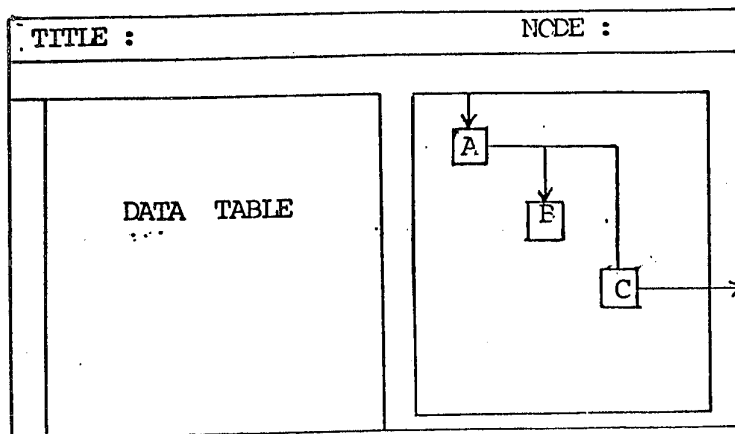 TITLE :
NODE :
A
B
DATA TABLE
C